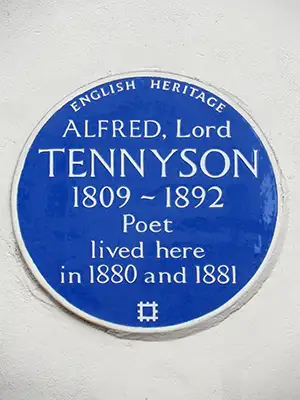 ENGLISH HERITAGE
ALFRED, Lord
TENNYSON
1809 ~ 1892
Poet
lived here
in 1880 and 1881